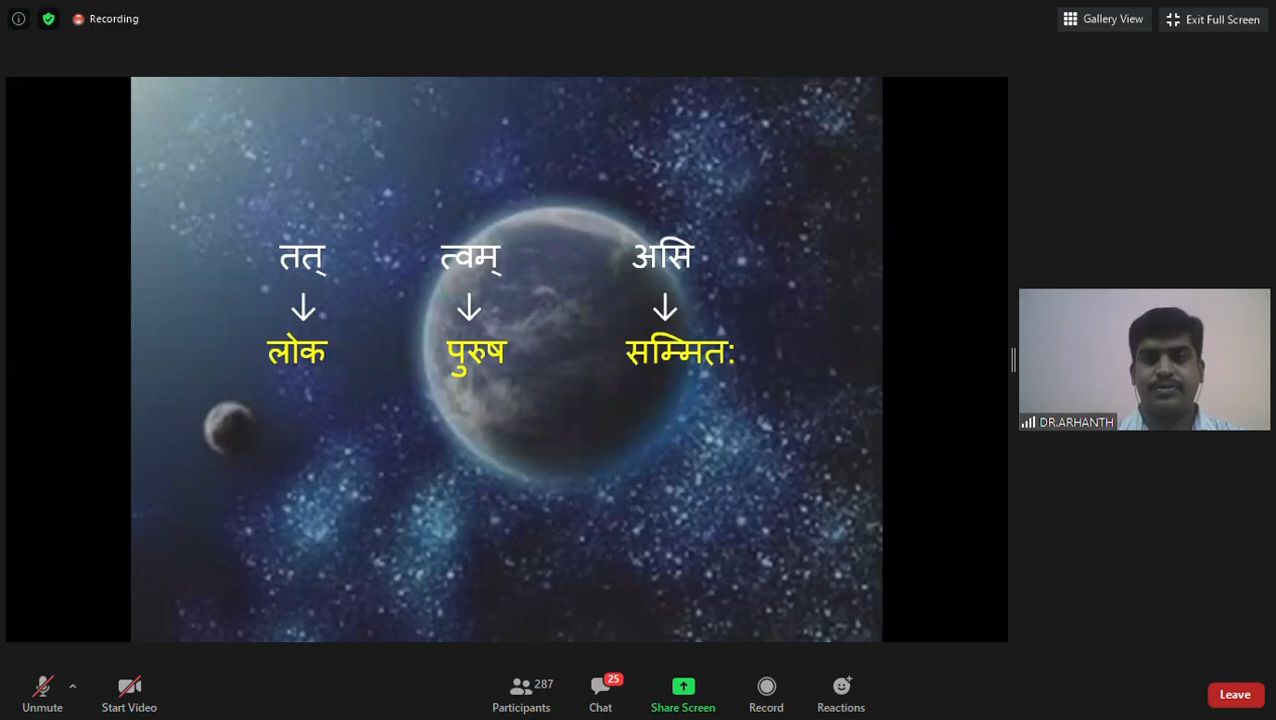 Recording
Gallery View
Exit Full Screen
तत् त्वम् असि
↓ ↓ ↓
लोक पुरुष सम्मित:
DR.ARHANTH
Unmute
Start Video
287
Participants
25
Chat
Share Screen
Record
Reactions
Leave